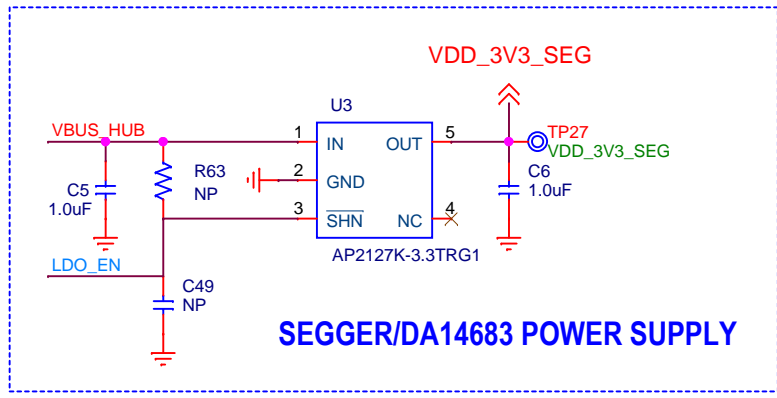 VDD_3V3_SEG
U3
VBUS_HUB
1
IN
OUT
5
TP27
VDD_3V3_SEG
C5
1.0uF
R63
NP
2
GND
C6
1.0uF
3
SHN
NC
4
AP2127K-3.3TRG1
LDO_EN
C49
NP
SEGGER/DA14683 POWER SUPPLY